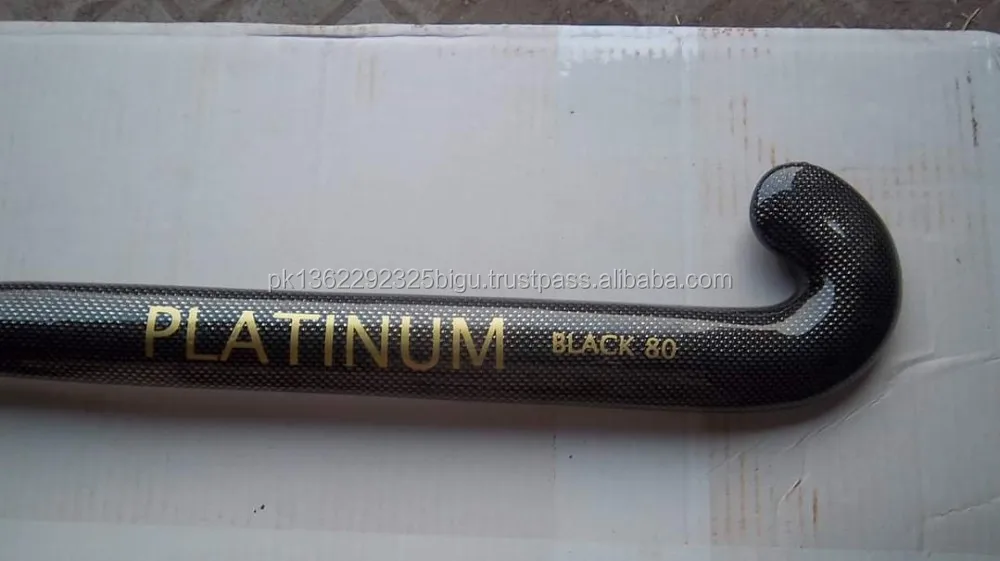 pk1362292325bigu.trustpass.alibaba.com
PLATINUM BLACK 80